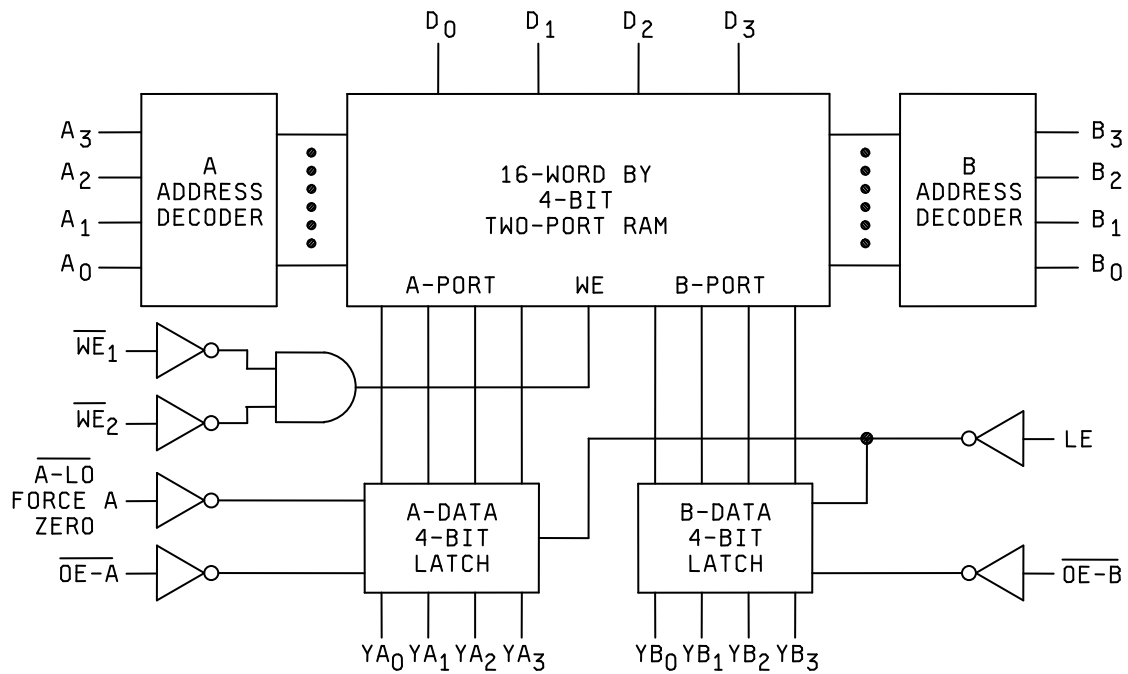 D0 D1 D2 D3
A3
A2
A1
A0
A
ADDRESS
DECODER
16-WORD BY
4-BIT
TWO-PORT RAM
A-PORT WE B-PORT
B
ADDRESS
DECODER
B3
B2
B1
B0
WE1
WE2
A-LO
FORCE A
ZERO
OE-A
A-DATA
4-BIT
LATCH
B-DATA
4-BIT
LATCH
LE
OE-B
YA0 YA1 YA2 YA3
YB0 YB1 YB2 YB3